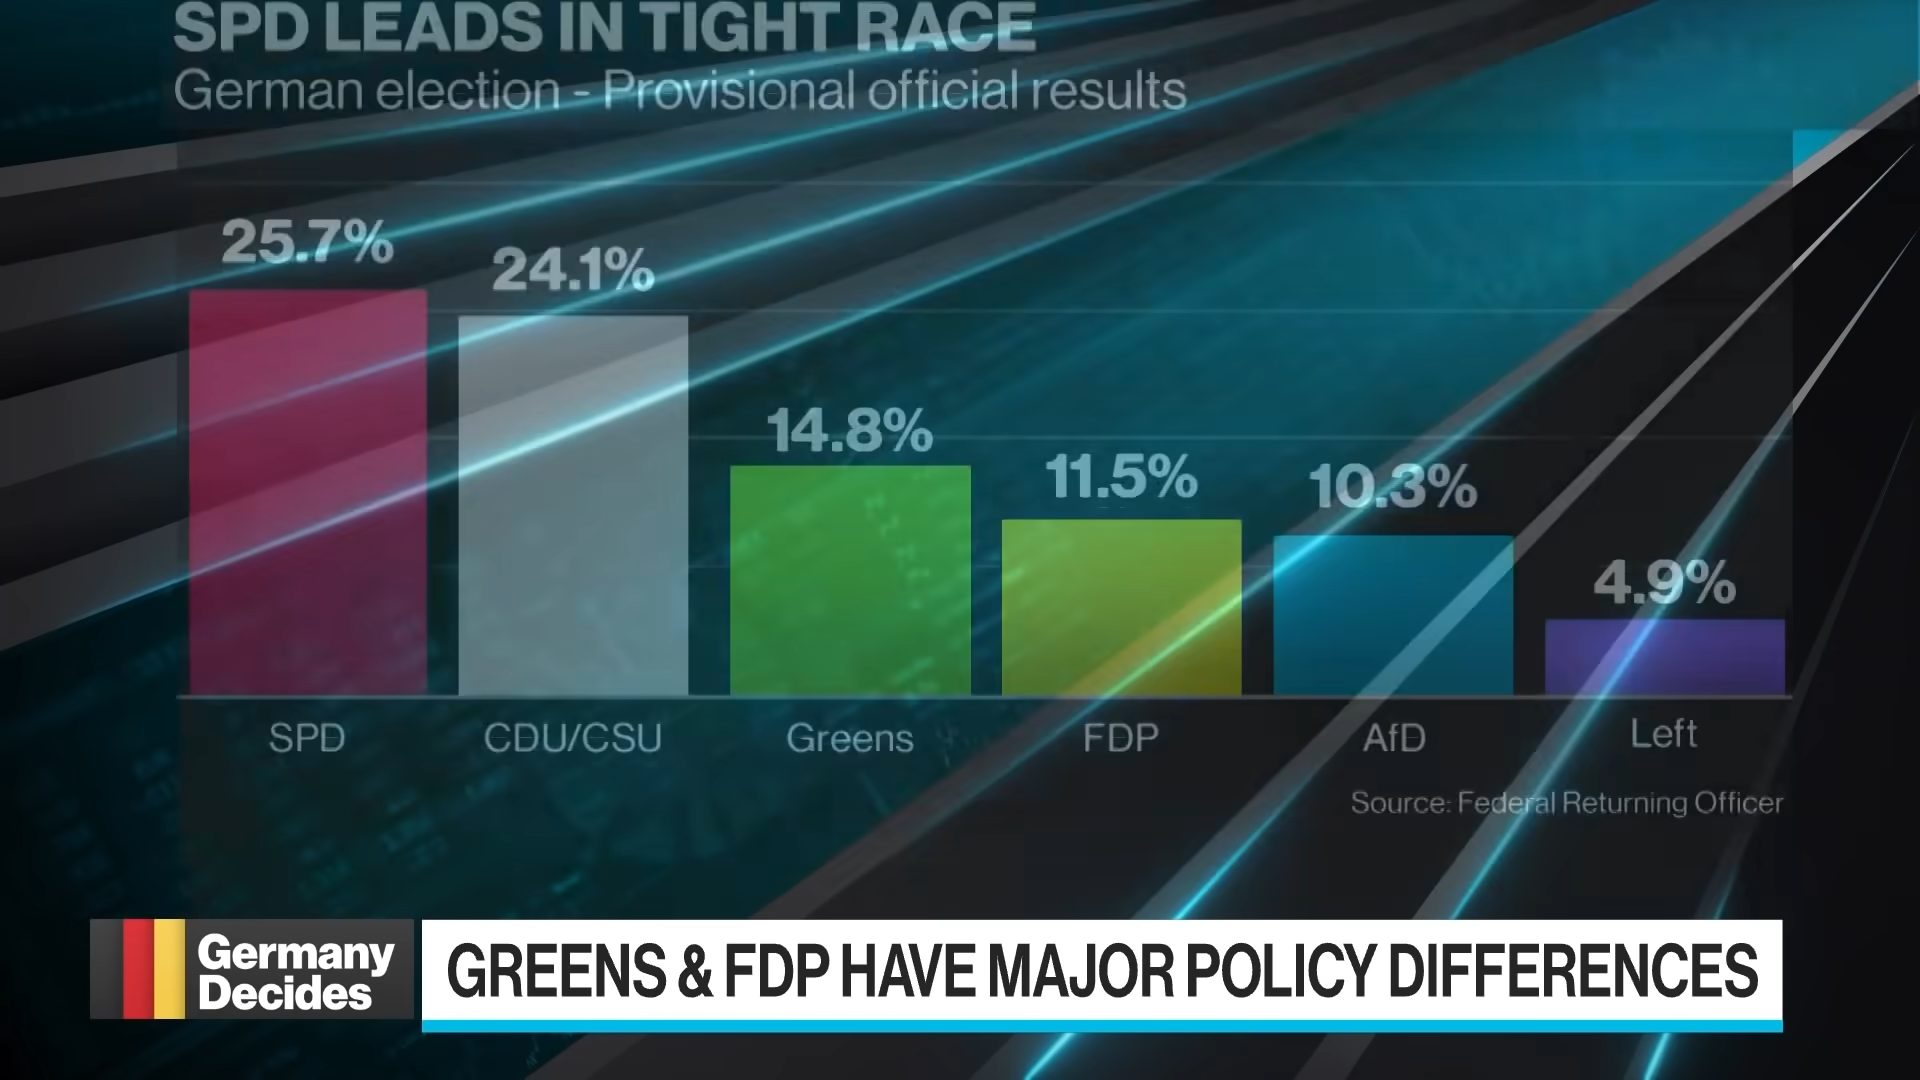 SPD LEADS IN TIGHT RACE
German election - Provisional official results
25.7%
24.1%
14.8%
11.5%
10.3%
4.9%
SPD
CDU/CSU
Greens
FDP
AfD
Left
Source: Federal Returning Officer
Germany
Decides
GREENS & FDP HAVE MAJOR POLICY DIFFERENCES